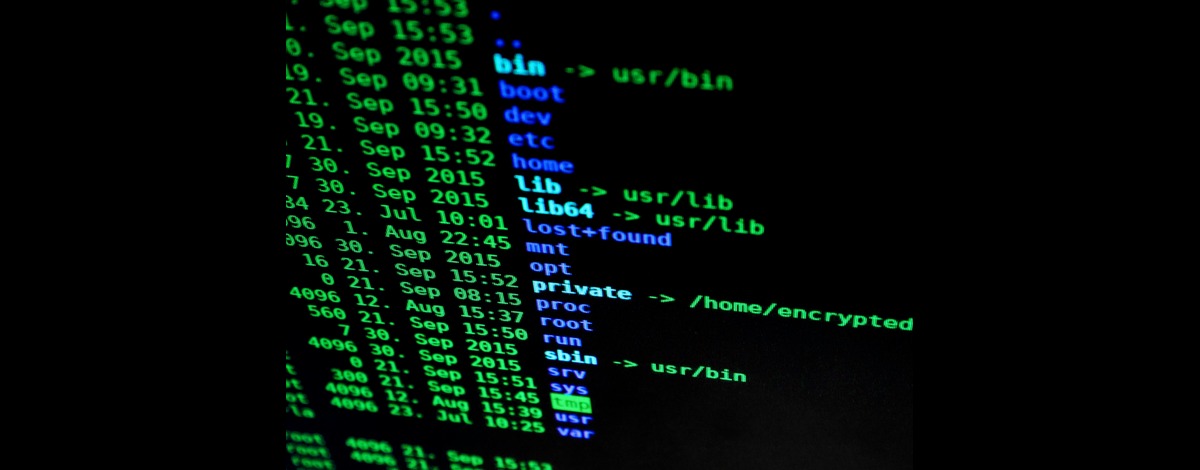 Sep 15:53 .
. Sep 15:53 ..
0. Sep 2015 bin -> usr/bin
19. Sep 09:31 boot
21. Sep 15:50 dev
19. Sep 09:32 etc
21. Sep 15:52 home
7 30. Sep 2015 lib -> usr/lib
7 30. Sep 2015 lib64 -> usr/lib
84 23. Jul 10:01 lost+found
096 1. Aug 22:45 mnt
096 30. Sep 2015 opt
16 21. Sep 15:52 private -> /home/encrypted
0 21. Sep 08:15 proc
4096 12. Aug 15:37 root
560 21. Sep 15:50 run
7 30. Sep 2015 sbin -> usr/bin
4096 30. Sep 2015 srv
0 21. Sep 15:51 sys
300 21. Sep 15:45 tmp
4096 12. Aug 15:39 usr
4096 23. Jul 10:25 var
root 4096 21. Sep 15:53
root 4096 21. Sep